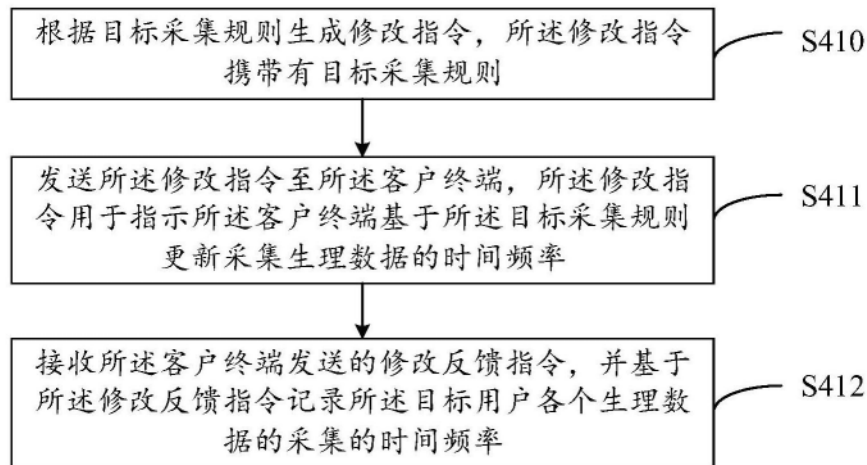 根据目标采集规则生成修改指令，所述修改指令
携带有目标采集规则
S410
发送所述修改指令至所述客户终端，所述修改指
令用于指示所述客户终端基于所述目标采集规则
更新采集生理数据的时间频率
S411
接收所述客户终端发送的修改反馈指令，并基于
所述修改反馈指令记录所述目标用户各个生理数
据的采集的时间频率
S412